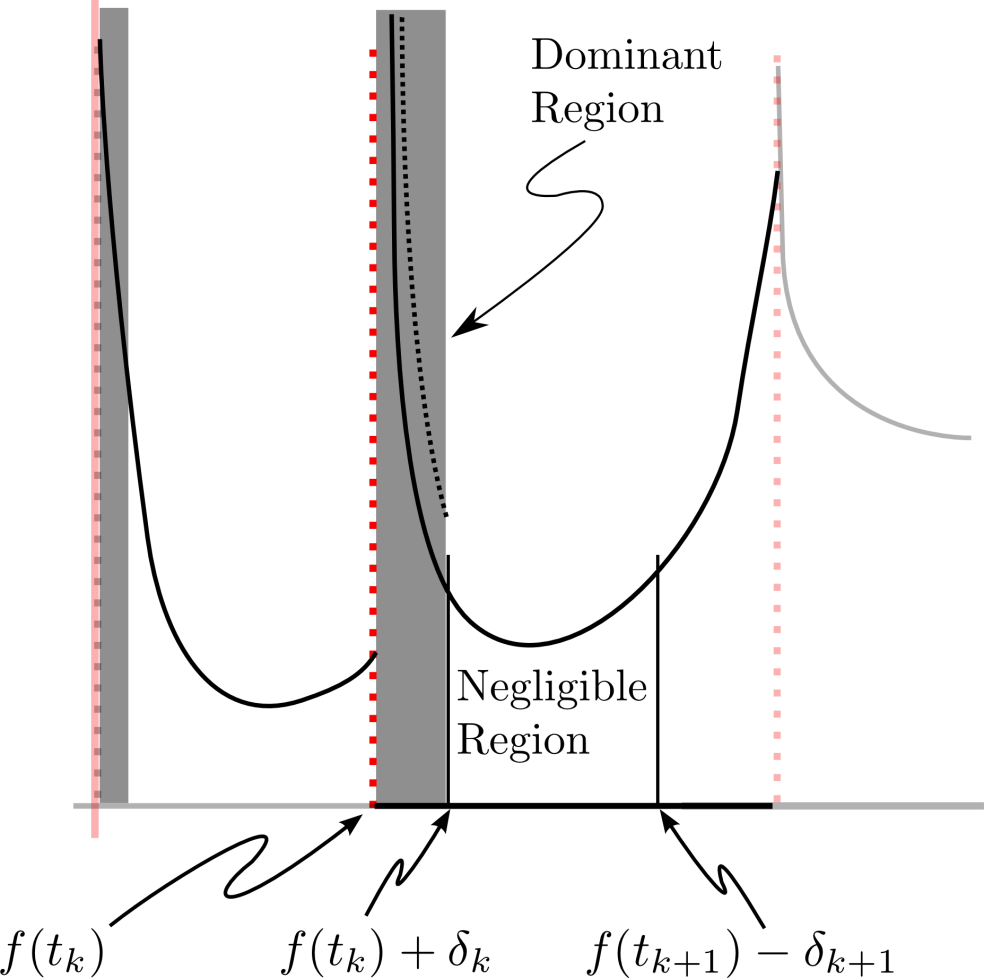 Dominant
Region
Negligible
Region
f(t_k)
f(t_k) + δ_k
f(t_{k+1}) − δ_{k+1}